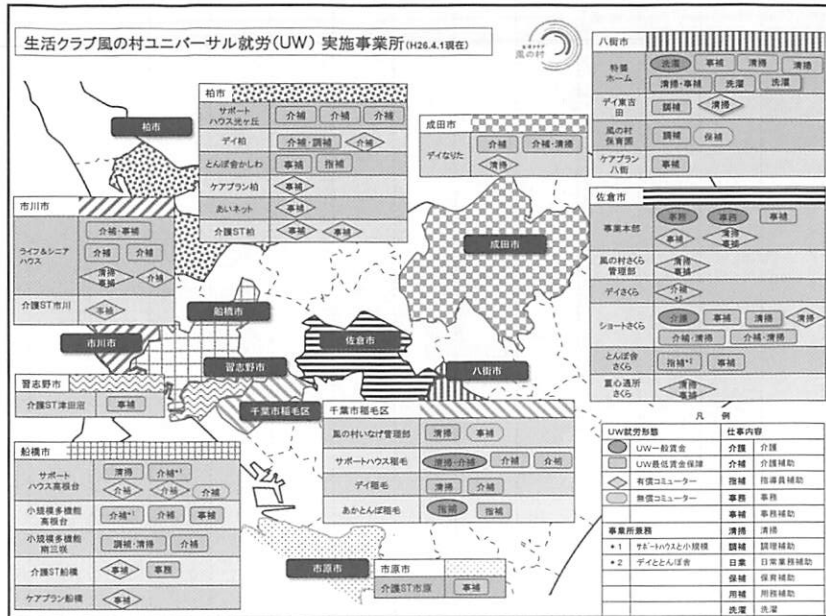 生活クラブ風の村ユニバーサル就労(UW) 実施事業所(H26.4.1現在)
生活クラブ
風の村
柏市
サポートハウス光ヶ丘 介補 介補 介補
デイ柏 介補・調補 介補
とんぼ舎かしわ 事補 指補
ケアプラン柏 事補
あいネット 事補
介護ST柏 事補 事補
成田市
デイなりた 介補 介補・清掃
清掃
八街市
特養ホーム 洗濯 事補 清掃 清掃
清掃・事補 洗濯 洗濯
デイ東吉田 調補 清掃
風の村保育園 調補 保補
ケアプラン八街 事補
市川市
ライフ&シニアハウス 介補・事補
介補 介補
清掃事補 介補
介護ST市川 事補
佐倉市
事業本部 事務 事務 事補
事補 清掃事補
風の村さくら管理部 清掃事補
デイさくら 介補*2
ショートさくら 介護 事補 清掃 清掃
介補・清掃 介補・清掃
とんぼ舎さくら 指補*2 事補
重心通所さくら 清掃事補
習志野市
介護ST津田沼 事補
船橋市
サポートハウス高根台 清掃 介補*1
介補 介補 介補
小規模多機能高根台 介補*1 介補 事補
小規模多機能南三咲 調補・清掃 介補
介護ST船橋 事補 事務
ケアプラン船橋 事補
千葉市稲毛区
風の村いなげ管理部 清掃 事補
サポートハウス稲毛 清掃・介補 介補 介補
デイ稲毛 清掃 介補
あかとんぼ稲毛 指補 指補
市原市
介護ST市原 事補
柏市
成田市
船橋市
市川市
習志野市
佐倉市
八街市
千葉市稲毛区
市原市
凡 例
UW就労形態 仕事内容
UW一般賃金 介護 介護
UW最低賃金保障 介補 介護補助
有償コミューター 指補 指導員補助
無償コミューター 事務 事務
事補 事務補助
事業所兼務 清掃 清掃
*1 サポートハウスと小規模 調補 調理補助
*2 デイととんぼ舎 日業 日常業務補助
保補 保育補助
用補 用務補助
洗濯 洗濯